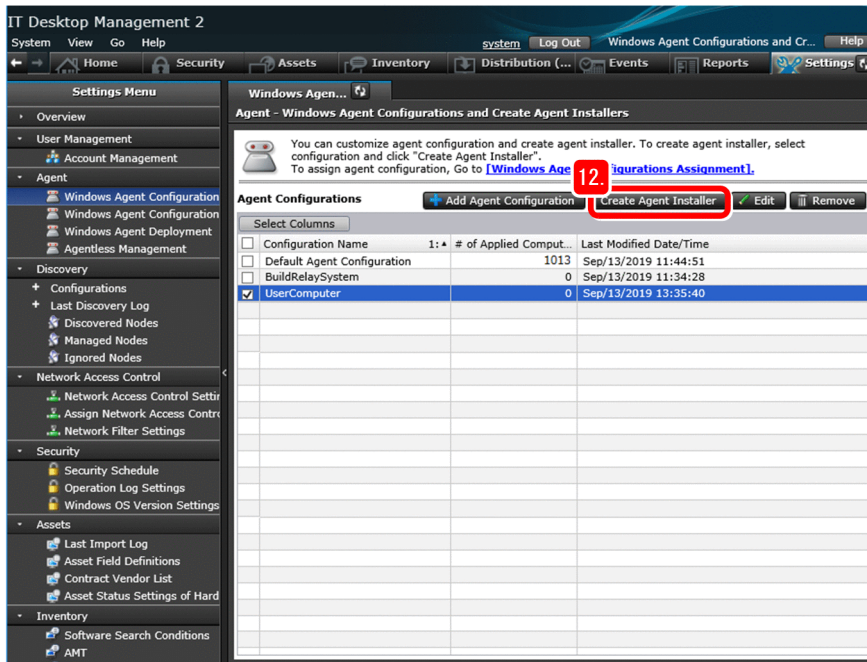 IT Desktop Management 2
System View Go Help
system Log Out Windows Agent Configurations and Cr... Help
Home Security Assets Inventory Distribution (... Events Reports Settings
Settings Menu
Overview
User Management
Account Management
Agent
Windows Agent Configuration
Windows Agent Configuration
Windows Agent Deployment
Agentless Management
Discovery
Configurations
Last Discovery Log
Discovered Nodes
Managed Nodes
Ignored Nodes
Network Access Control
Network Access Control Settin
Assign Network Access Contro
Network Filter Settings
Security
Security Schedule
Operation Log Settings
Windows OS Version Settings
Assets
Last Import Log
Asset Field Definitions
Contract Vendor List
Asset Status Settings of Hard
Inventory
Software Search Conditions
AMT
Windows Agen...
Agent - Windows Agent Configurations and Create Agent Installers
You can customize agent configuration and create agent installer. To create agent installer, select
configuration and click "Create Agent Installer".
To assign agent configuration, Go to [Windows Age igurations Assignment].
12.
Agent Configurations Add Agent Configuration Create Agent Installer Edit Remove
Select Columns
Configuration Name 1: # of Applied Comput... Last Modified Date/Time
Default Agent Configuration 1013 Sep/13/2019 11:44:51
BuildRelaySystem 0 Sep/13/2019 11:34:28
UserComputer 0 Sep/13/2019 13:35:40